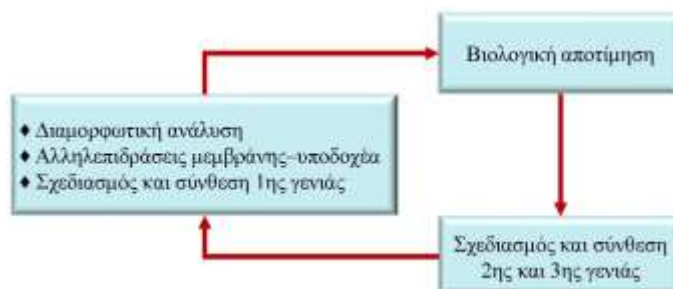 Βιολογική αποτίμηση
♦ Διαμορφωτική ανάλυση
♦ Αλληλεπιδράσεις μεμβράνης–υποδοχέα
♦ Σχεδιασμός και σύνθεση 1ης γενιάς
Σχεδιασμός και σύνθεση
2ης και 3ης γενιάς